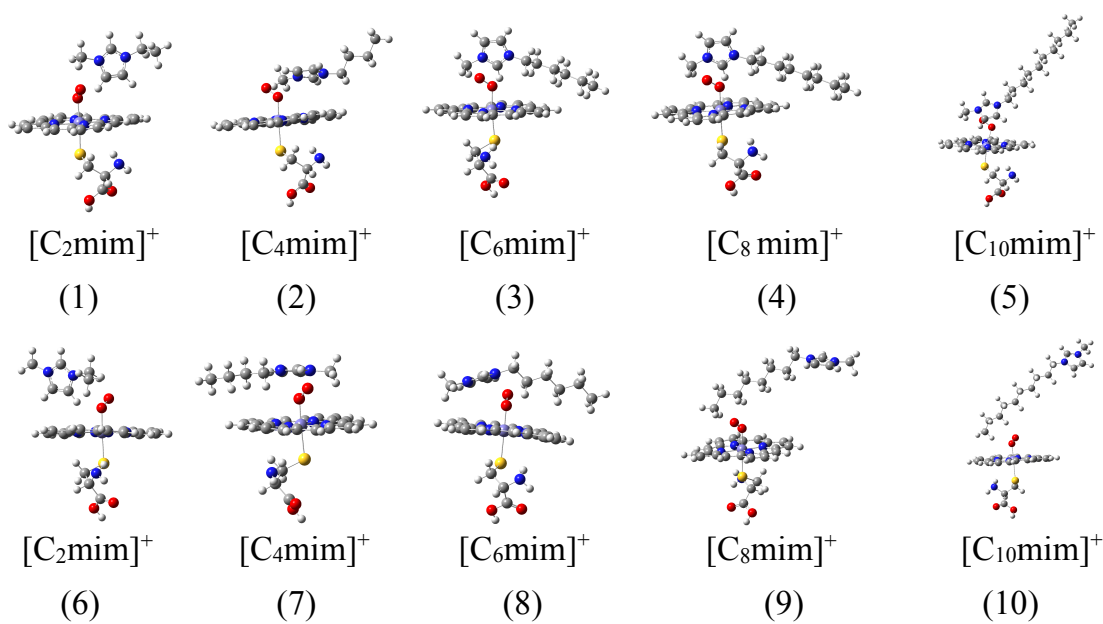 [C₂mim]⁺ [C₄mim]⁺ [C₆mim]⁺ [C₈ mim]⁺ [C₁₀mim]⁺
(1) (2) (3) (4) (5)
[C₂mim]⁺ [C₄mim]⁺ [C₆mim]⁺ [C₈mim]⁺ [C₁₀mim]⁺
(6) (7) (8) (9) (10)